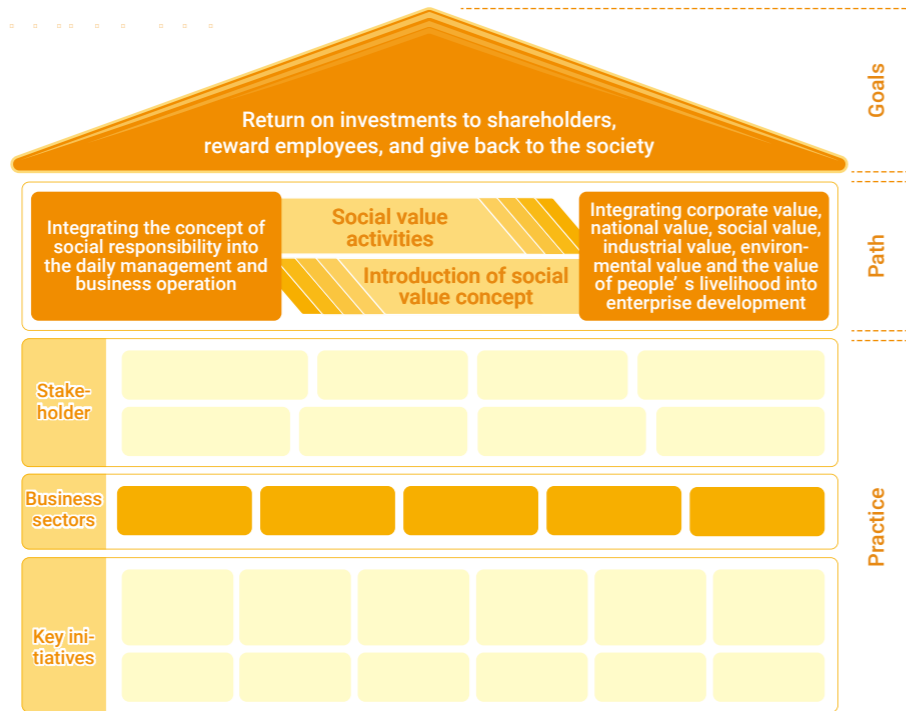 Return on investments to shareholders,
reward employees, and give back to the society
Goals
Integrating the concept of
social responsibility into
the daily management and
business operation
Social value
activities
Introduction of social
value concept
Integrating corporate value,
national value, social value,
industrial value, environ-
mental value and the value
of people’ s livelihood into
enterprise development
Path
Stake-
holder
Business
sectors
Key ini-
tiatives
Practice